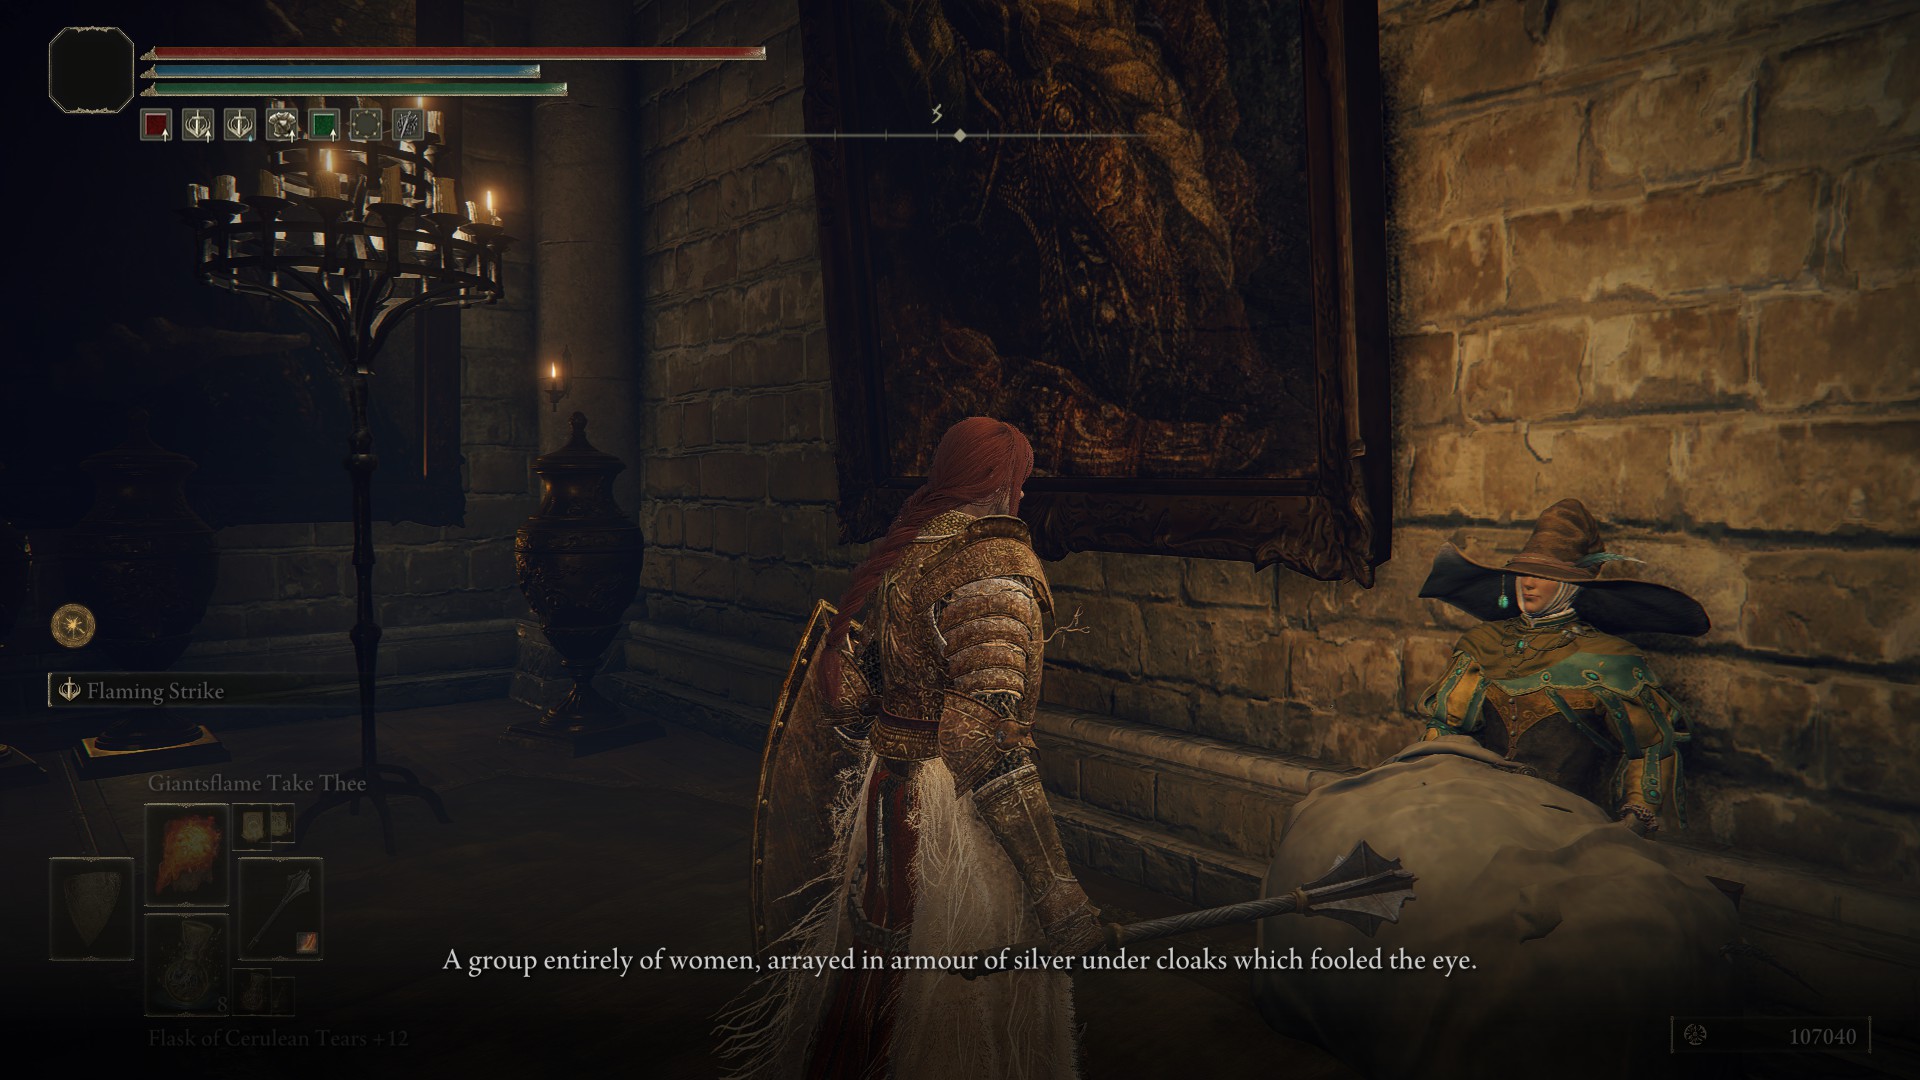 Flaming Strike
Giantsflame Take Thee
A group entirely of women, arrayed in armour of silver under cloaks which fooled the eye.
8
Flask of Cerulean Tears +12
107040